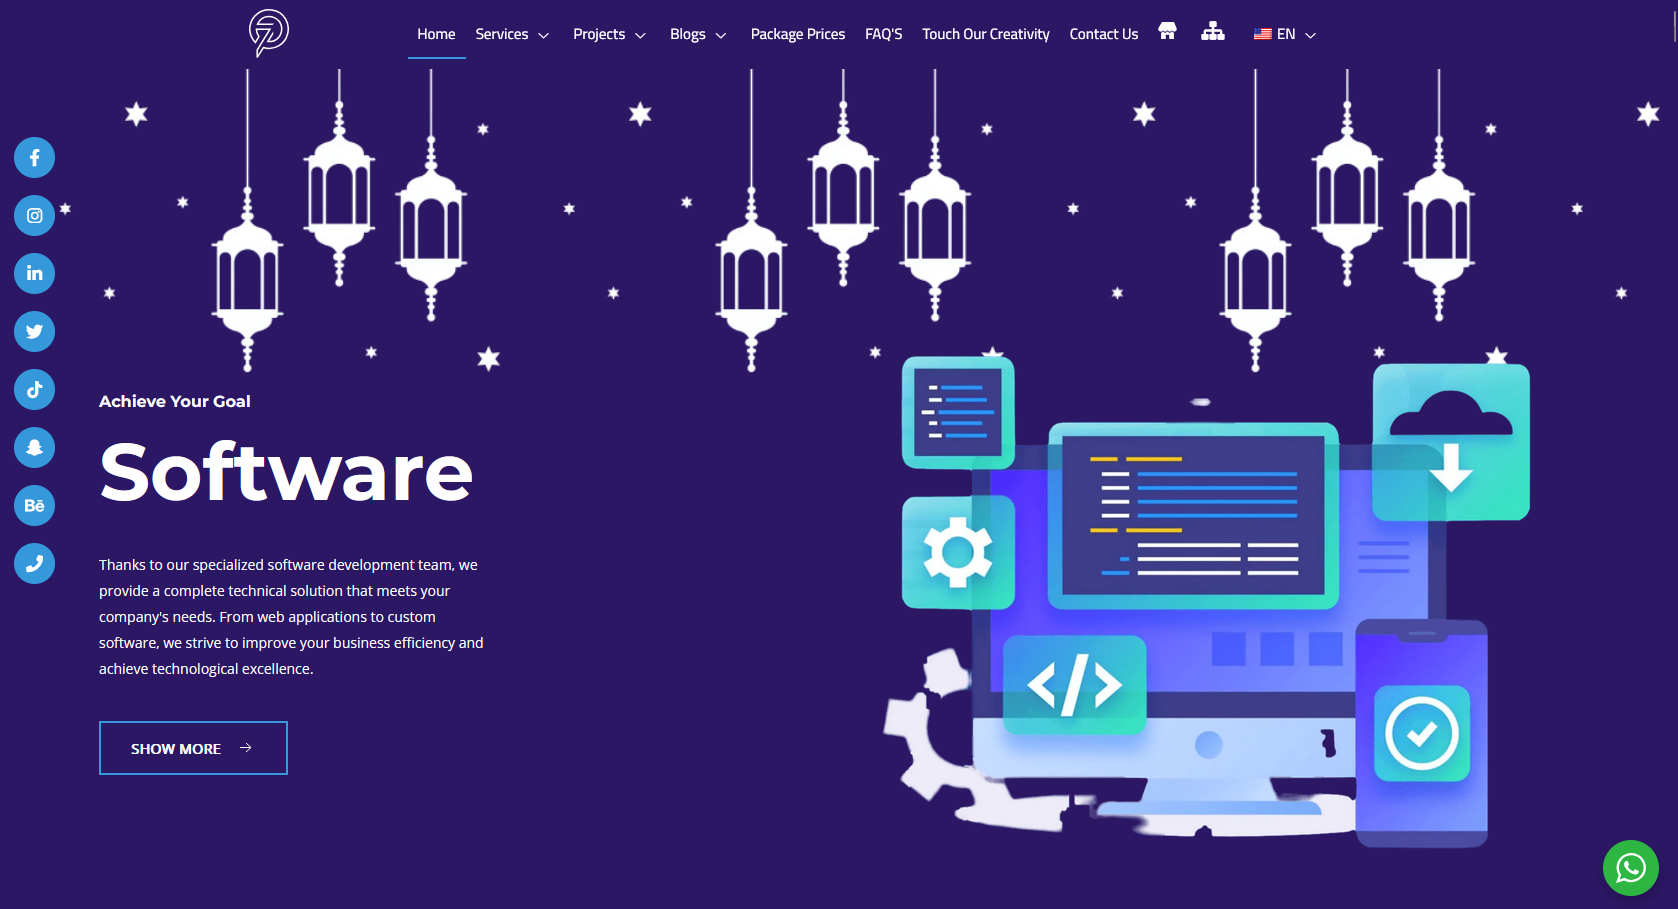 Home Services Projects Blogs Package Prices FAQ'S Touch Our Creativity Contact Us EN
Achieve Your Goal
Software
Thanks to our specialized software development team, we
provide a complete technical solution that meets your
company's needs. From web applications to custom
software, we strive to improve your business efficiency and
achieve technological excellence.
SHOW MORE
Bē